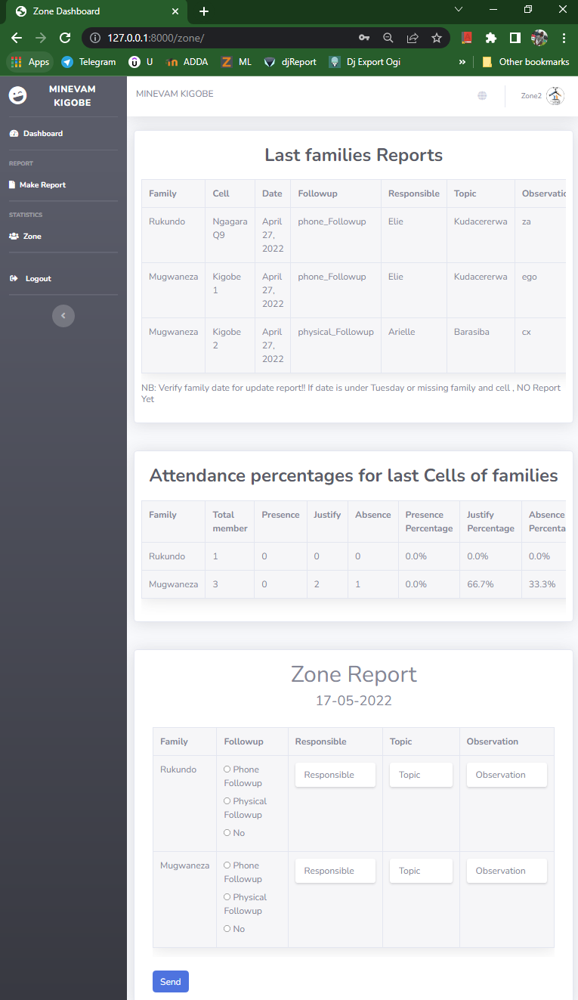 Zone Dashboard
127.0.0.1:8000/zone/
Apps Telegram U ADDA ML djReport Dj Export Ogi » Other bookmarks
MINEVAM KIGOBE
Dashboard
REPORT
Make Report
STATISTICS
Zone
Logout
MINEVAM KIGOBE Zone2
Last families Reports
Family Cell Date Followup Responsible Topic Observatio
Rukundo Ngagara Q9 April 27, 2022 phone_Followup Elie Kudacererwa za
Mugwaneza Kigobe 1 April 27, 2022 phone_Followup Elie Kudacererwa ego
Mugwaneza Kigobe 2 April 27, 2022 physical_Followup Arielle Barasiba cx
NB: Verify family date for update report!! If date is under Tuesday or missing family and cell , NO Report
Yet
Attendance percentages for last Cells of families
Family Total member Presence Justify Absence Presence Percentage Justify Percentage Absence Percenta
Rukundo 1 0 0 0 0.0% 0.0% 0.0%
Mugwaneza 3 0 2 1 0.0% 66.7% 33.3%
Zone Report
17-05-2022
Family Followup Responsible Topic Observation
Rukundo Phone Followup Responsible Topic Observation
Physical Followup
No
Mugwaneza Phone Followup Responsible Topic Observation
Physical Followup
No
Send